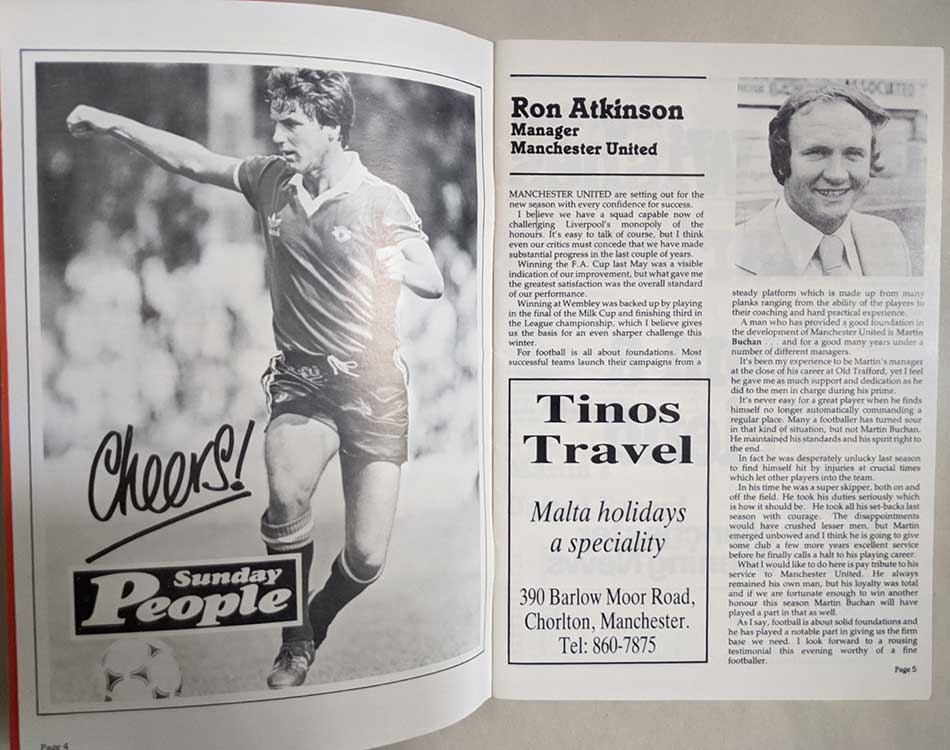 Cheers!
Sunday
People
Page 4
Ron Atkinson
Manager
Manchester United
MANCHESTER UNITED are setting out for the
new season with every confidence for success.
I believe we have a squad capable now of
challenging Liverpool's monopoly of the
honours. It's easy to talk of course, but I think
even our critics must concede that we have made
substantial progress in the last couple of years.
Winning the F.A. Cup last May was a visible
indication of our improvement, but what gave me
the greatest satisfaction was the overall standard
of our performance.
Winning at Wembley was backed up by playing
in the final of the Milk Cup and finishing third in
the League championship, which I believe gives
us the basis for an even sharper challenge this
winter.
For football is all about foundations. Most
successful teams launch their campaigns from a
Tinos
Travel
Malta holidays
a speciality
390 Barlow Moor Road,
Chorlton, Manchester.
Tel: 860-7875
steady platform which is made up from many
planks ranging from the ability of the players to
their coaching and hard practical experience.
A man who has provided a good foundation in
the development of Manchester United is Martin
Buchan . . . and for a good many years under a
number of different managers.
It's been my experience to be Martin's manager
at the close of his career at Old Trafford, yet I feel
he gave me as much support and dedication as he
did to the men in charge during his prime.
It's never easy for a great player when he finds
himself no longer automatically commanding a
regular place. Many a footballer has turned sour
in that kind of situation, but not Martin Buchan.
He maintained his standards and his spirit right to
the end.
In fact he was desperately unlucky last season
to find himself hit by injuries at crucial times
which let other players into the team.
In his time he was a super skipper, both on and
off the field. He took his duties seriously which
is how it should be. He took all his set-backs last
season with courage. The disappointments
would have crushed lesser men, but Martin
emerged unbowed and I think he is going to give
some club a few more years excellent service
before he finally calls a halt to his playing career.
What I would like to do here is pay tribute to his
service to Manchester United. He always
remained his own man, but his loyalty was total
and if we are fortunate enough to win another
honour this season Martin Buchan will have
played a part in that as well.
As I say, football is about solid foundations and
he has played a notable part in giving us the firm
base we need. I look forward to a rousing
testimonial this evening worthy of a fine
footballer.
Page 5